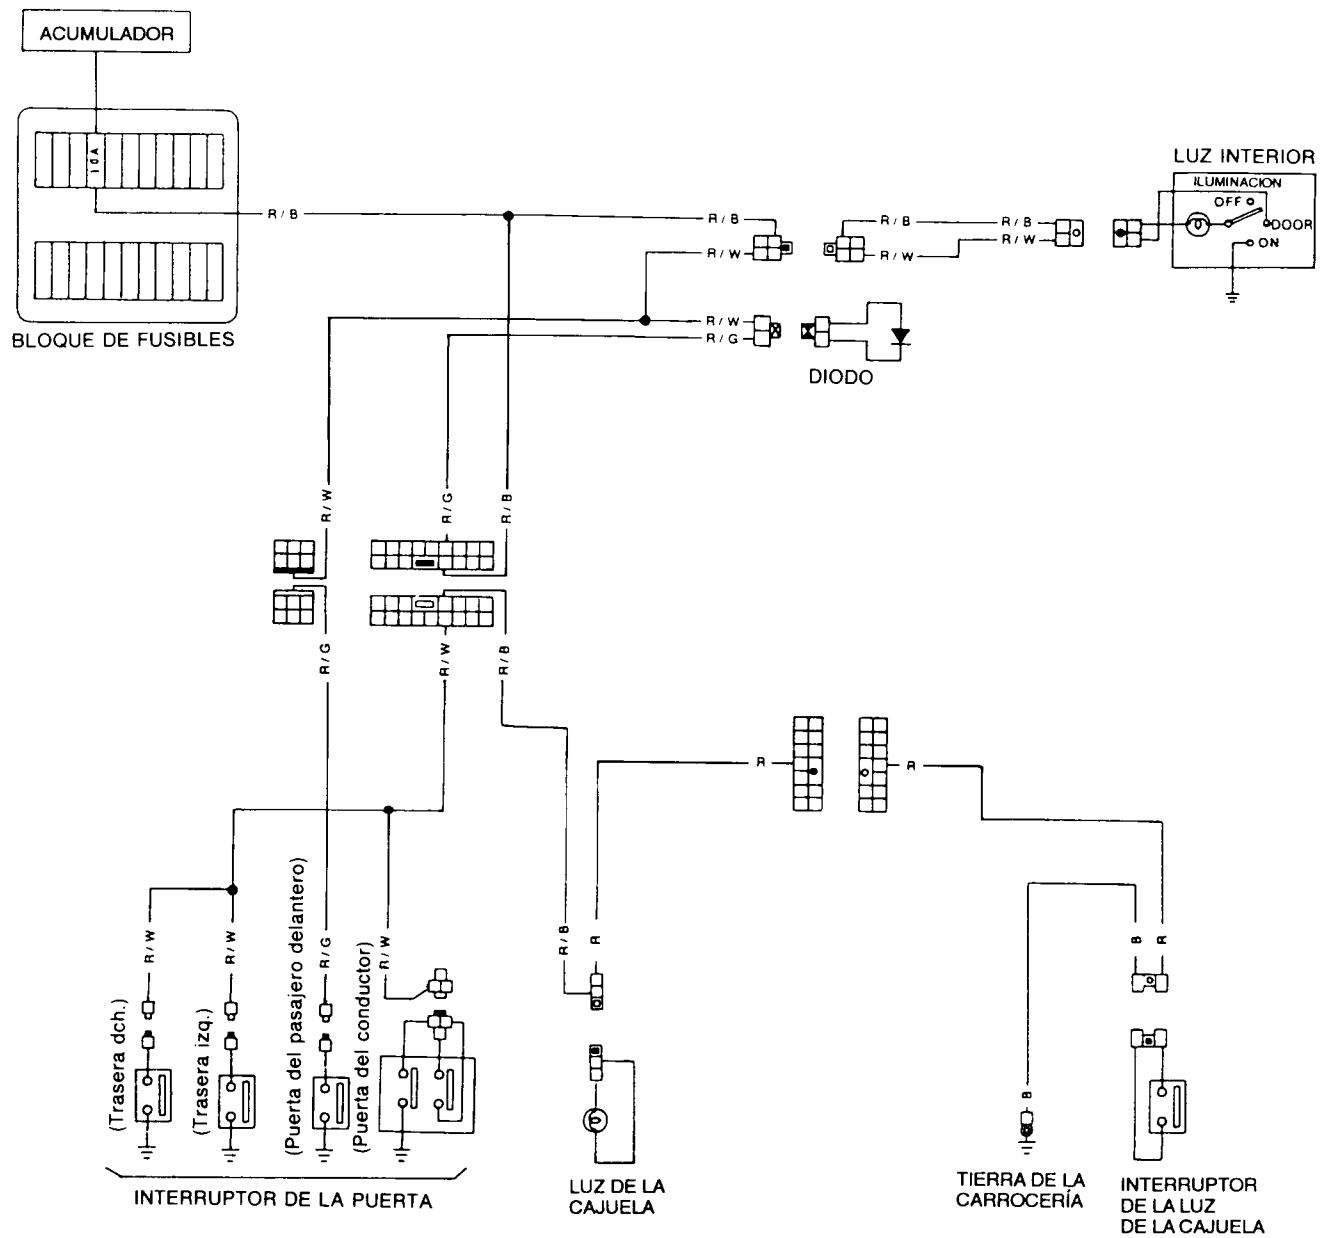 ACUMULADOR
10A
BLOQUE DE FUSIBLES
R/B
R/B
R/W
R/B
R/W
R/B
R/W
LUZ INTERIOR
ILUMINACION
OFF
DOOR
ON
R/W
R/G
DIODO
R/W
R/G
R/B
R/G
R/W
R/B
R
R
R/W
R/W
R/G
R/W
R/B
R
B
R
B
(Trasera dch.)
(Trasera izq.)
(Puerta del pasajero delantero)
(Puerta del conductor)
INTERRUPTOR DE LA PUERTA
LUZ DE LA
CAJUELA
TIERRA DE LA
CARROCERÍA
INTERRUPTOR
DE LA LUZ
DE LA CAJUELA